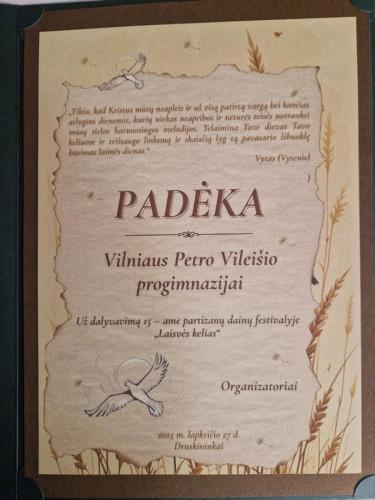 „Tikiu, kad Kristus mūsų neapleis ir už visą patirtą vargą bei kančias
atlygins dienomis, kurių niekas neapribos ir neturės teisės nutraukti
mūsų sielos harmoningos melodijos. Telaimina Tave dievas Tavo
keliuose ir teišsaugo linksmą ir skaisčią lyg tą pavasario žibuoklę
būsimas laimės dienas.“
Vytas (Vytenis)
PADĖKA
Vilniaus Petro Vileišio
progimnazijai
Už dalyvavimą 15 – ame partizanų dainų festivalyje
„Laisvės kelias“
Organizatoriai
2025 m. lapkričio 27 d.
Druskininkai